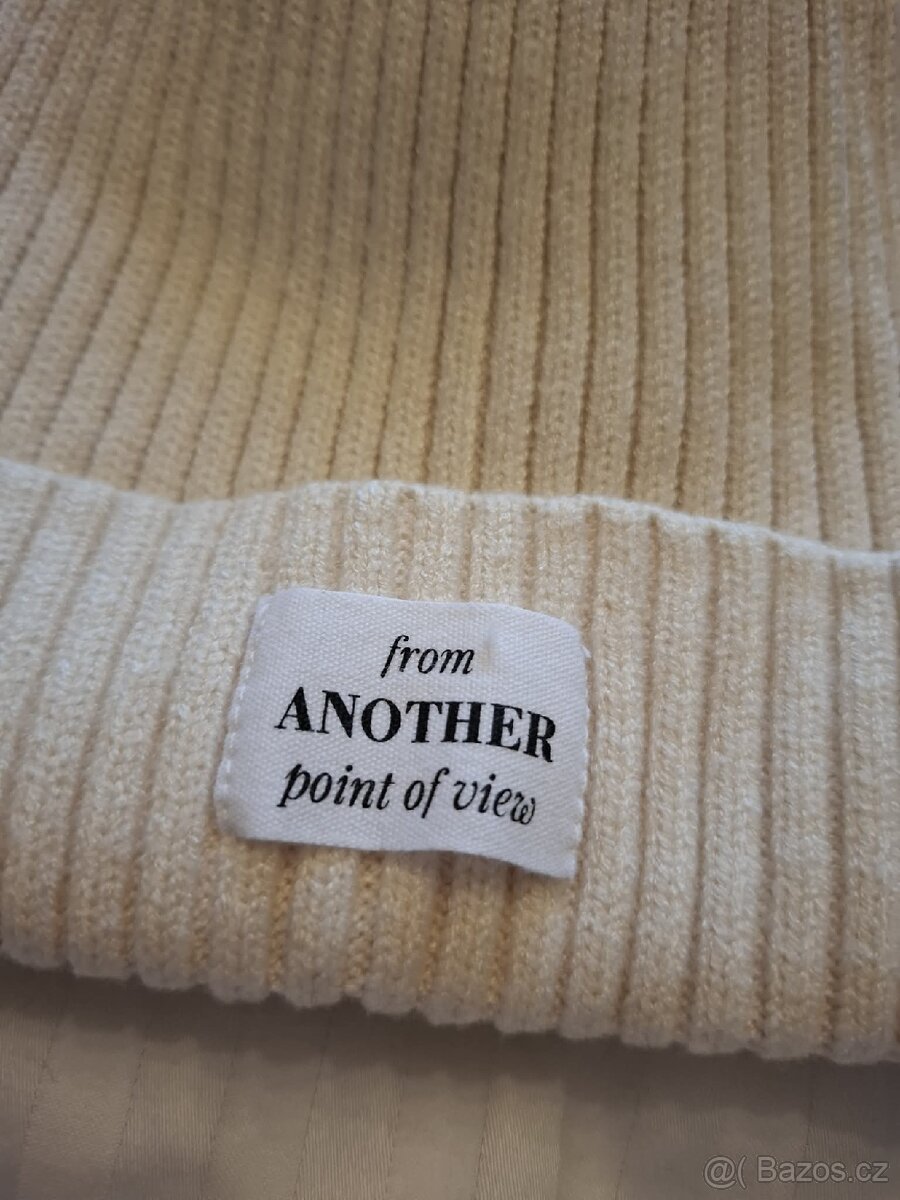 from
ANOTHER
point of view
@( Bazos.cz